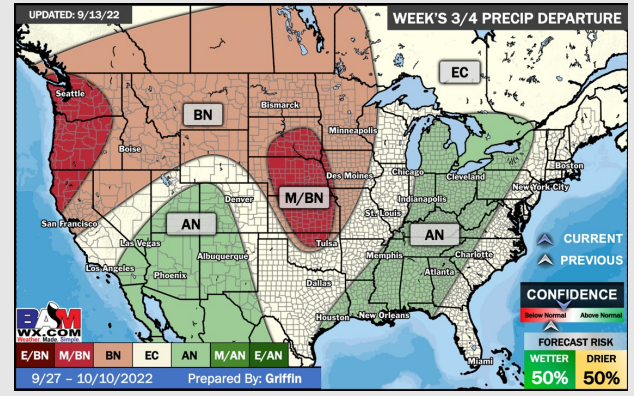 UPDATED: 9/13/22
WEEK'S 3/4 PRECIP DEPARTURE
EC
Seattle
BN
Bismarck
Boise
Minneapolis
Boston
Chicago
Cleveland
Des Moines
New York City
M/BN
Denver
Indianapolis
San Francisco
AN
St. Louis
AN
CURRENT
Las Vegas
Tulsa
Albuquerque
Memphis
Charlotte
PREVIOUS
Los Angeles
Phoenix
Atlanta
Dallas
CONFIDENCE
Below Normal Above Normal
BAM
WX.COM
Weather. Made. Simple.
Houston
New Orleans
FORECAST RISK
E/BN M/BN BN EC AN M/AN E/AN
WETTER DRIER
Miami
50% 50%
9/27 – 10/10/2022 Prepared By: Griffin